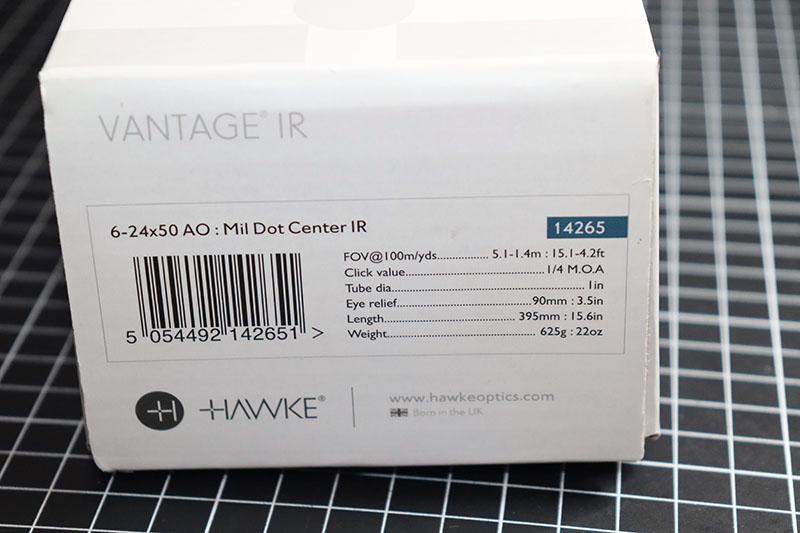 VANTAGE® IR
6-24x50 AO : Mil Dot Center IR
14265
FOV@100m/yds................ 5.1-1.4m : 15.1-4.2ft
Click value.................................. 1/4 M.O.A
Tube dia................................................ 1in
Eye relief................................. 90mm : 3.5in
Length................................. 395mm : 15.6in
Weight.................................... 625g : 22oz
5 054492 142651 >
HAWKE®
www.hawkeoptics.com
Born in the UK